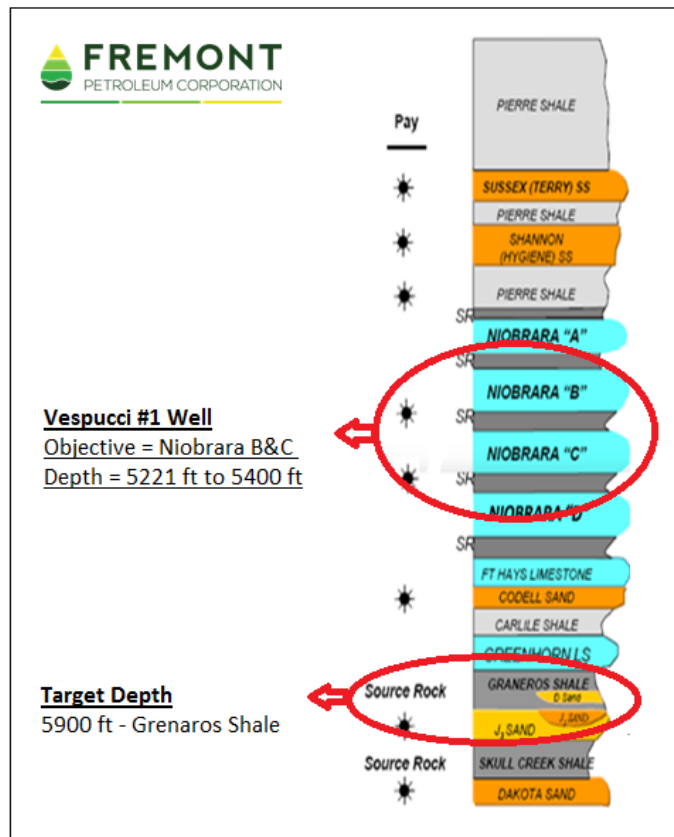 FREMONT
PETROLEUM CORPORATION
Pay
PIERRE SHALE
SUSSEX (TERRY) SS
PIERRE SHALE
SHANNON
(HYGIENE) SS
PIERRE SHALE
SR
NIOBRARA "A"
SR
NIOBRARA "B"
SR
NIOBRARA "C"
SR
NIOBRARA "D"
SR
FT HAYS LIMESTONE
CODELL SAND
CARLILE SHALE
GREENHORN LS
GRANEROS SHALE
D Sand
J₁ SAND
J₃ SAND
SKULL CREEK SHALE
DAKOTA SAND
Vespucci #1 Well
Objective = Niobrara B&C
Depth = 5221 ft to 5400 ft
Target Depth
5900 ft - Grenaros Shale
Source Rock
Source Rock